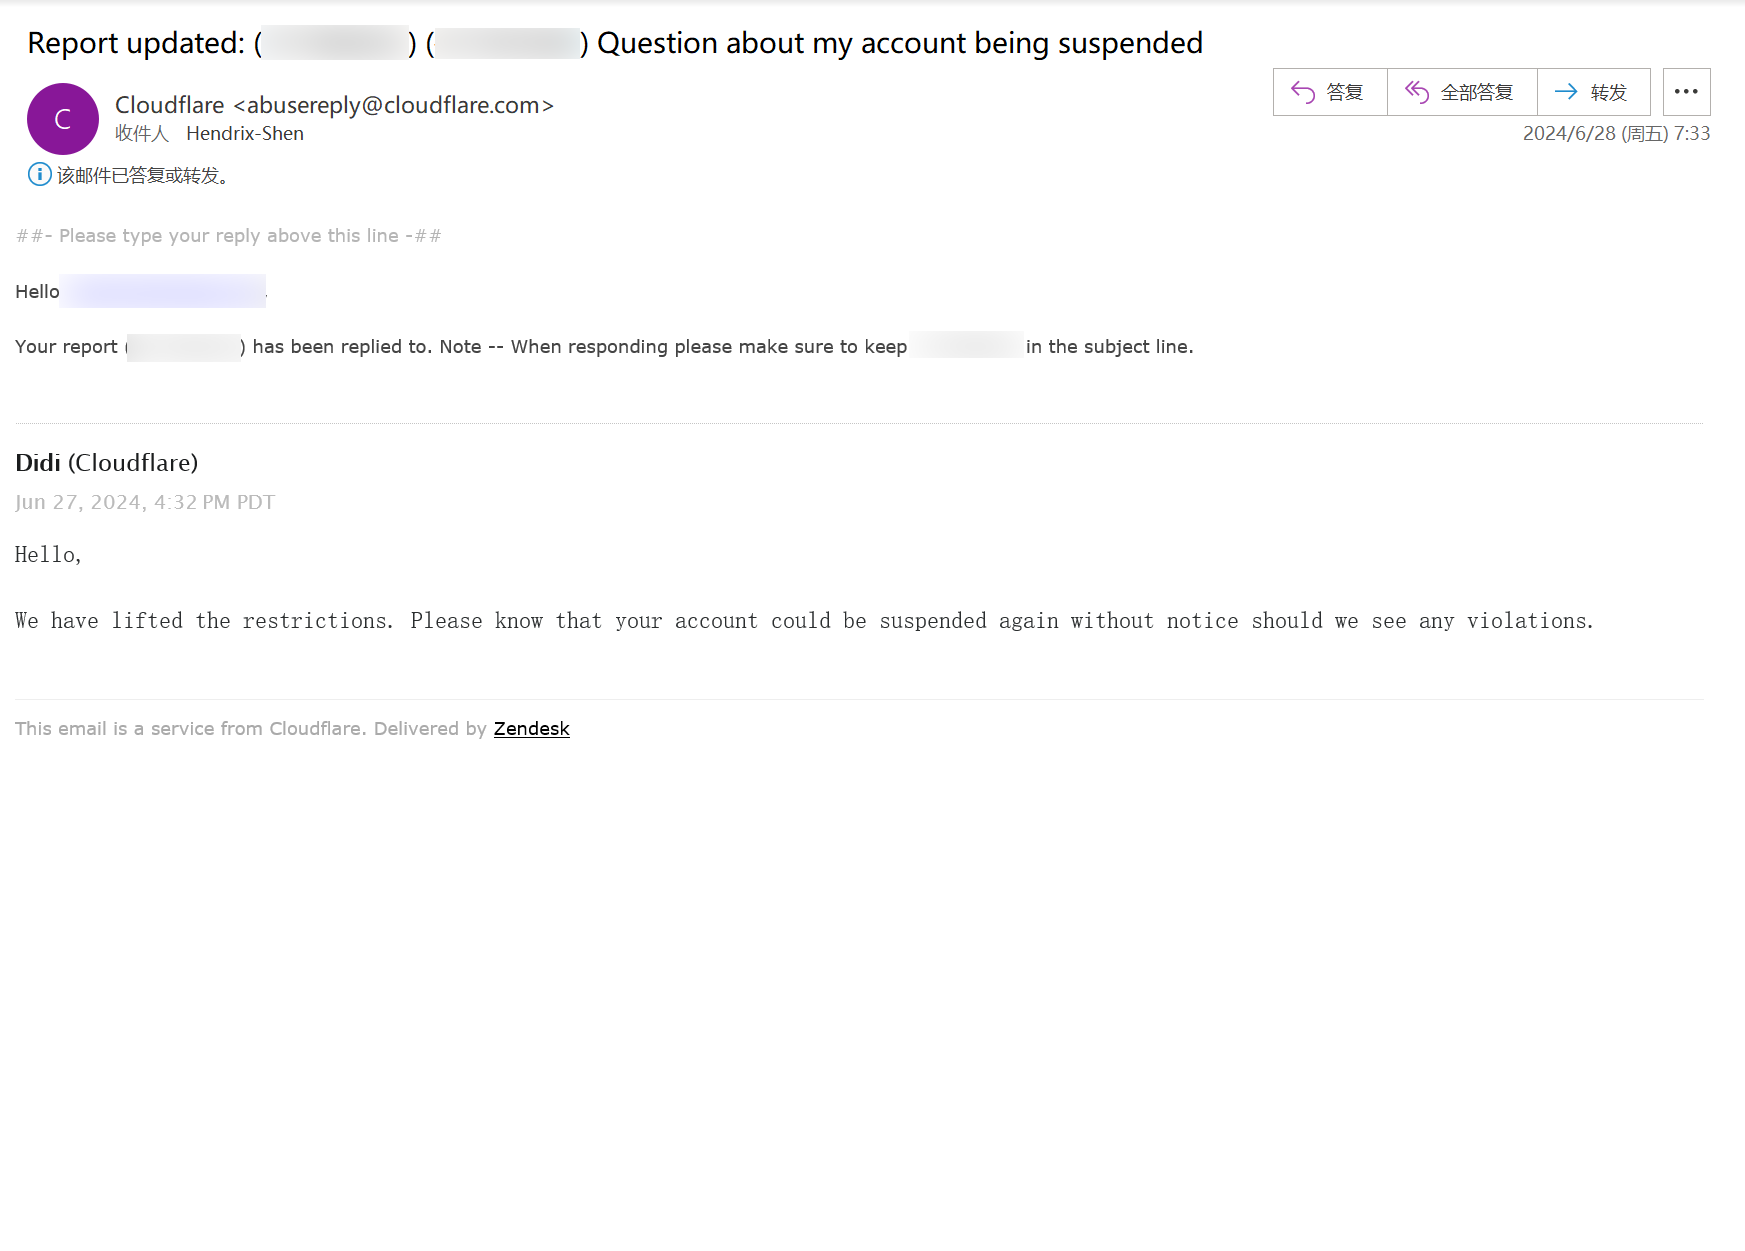 Report updated: ( ) ( ) Question about my account being suspended
C
Cloudflare <abusereply@cloudflare.com>
收件人 Hendrix-Shen
答复
全部答复
转发
2024/6/28 (周五) 7:33
该邮件已答复或转发。
##- Please type your reply above this line -##
Hello
Your report ( ) has been replied to. Note -- When responding please make sure to keep in the subject line.
Didi (Cloudflare)
Jun 27, 2024, 4:32 PM PDT
Hello,
We have lifted the restrictions. Please know that your account could be suspended again without notice should we see any violations.
This email is a service from Cloudflare. Delivered by Zendesk